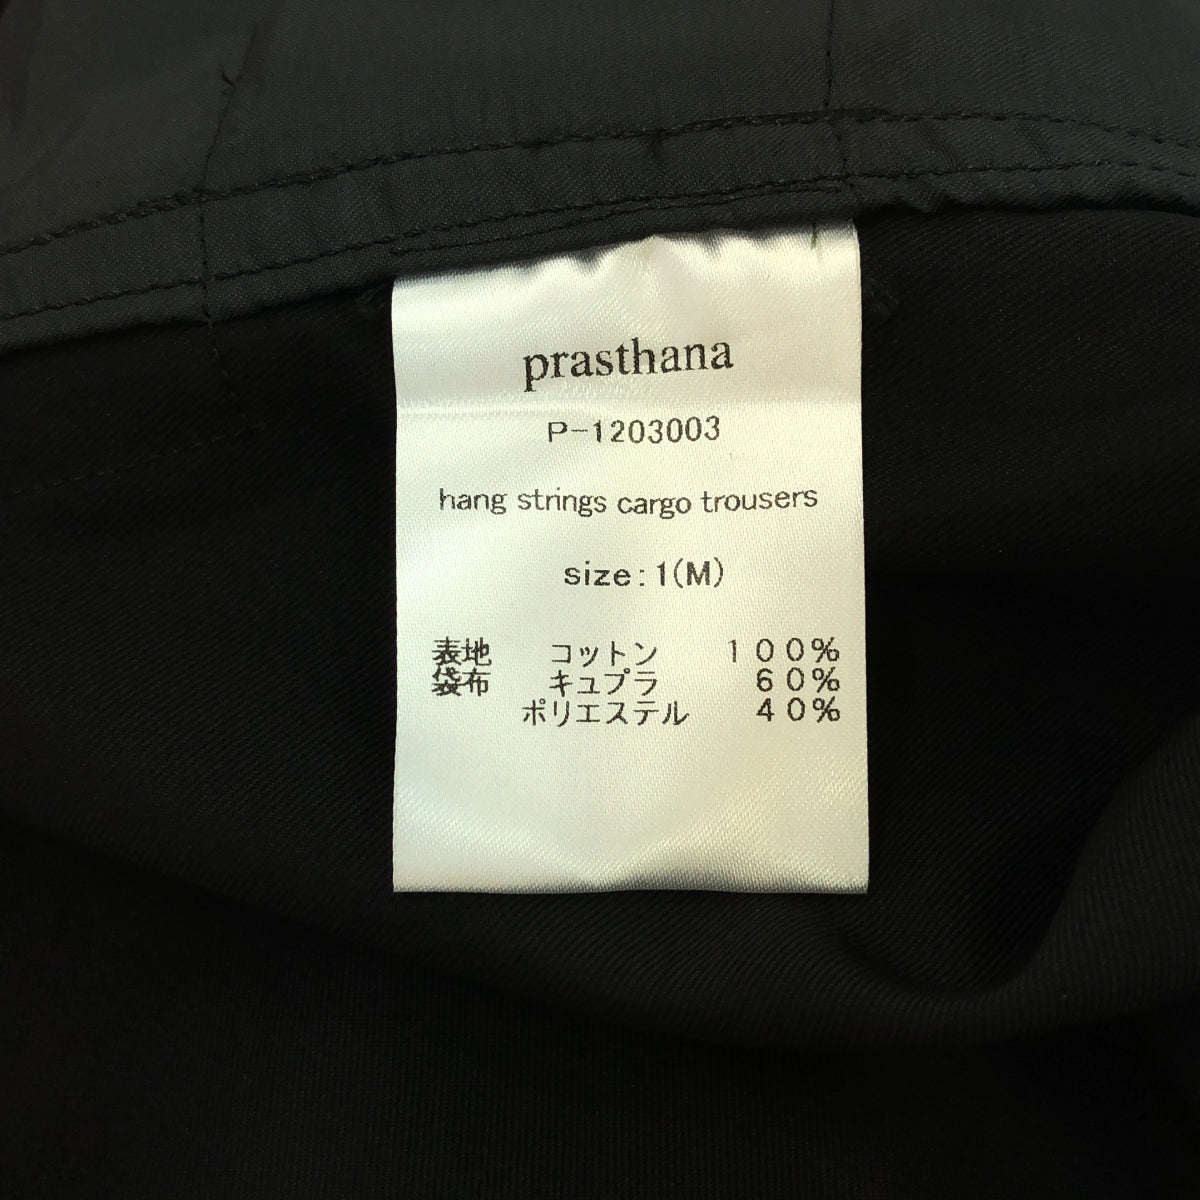 prasthana
P-1203003
hang strings cargo trousers
size:1(M)
表地 コットン 100%
袋布 キュプラ 60%
ポリエステル 40%